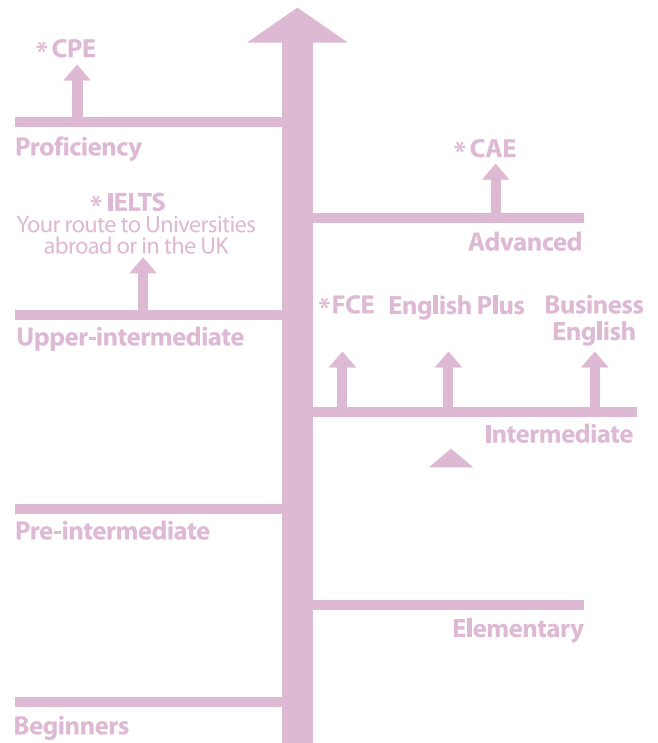 * CPE
Proficiency
* CAE
* IELTS
Your route to Universities
abroad or in the UK
Advanced
*FCE
English Plus
Business
English
Upper-intermediate
Intermediate
Pre-intermediate
Elementary
Beginners